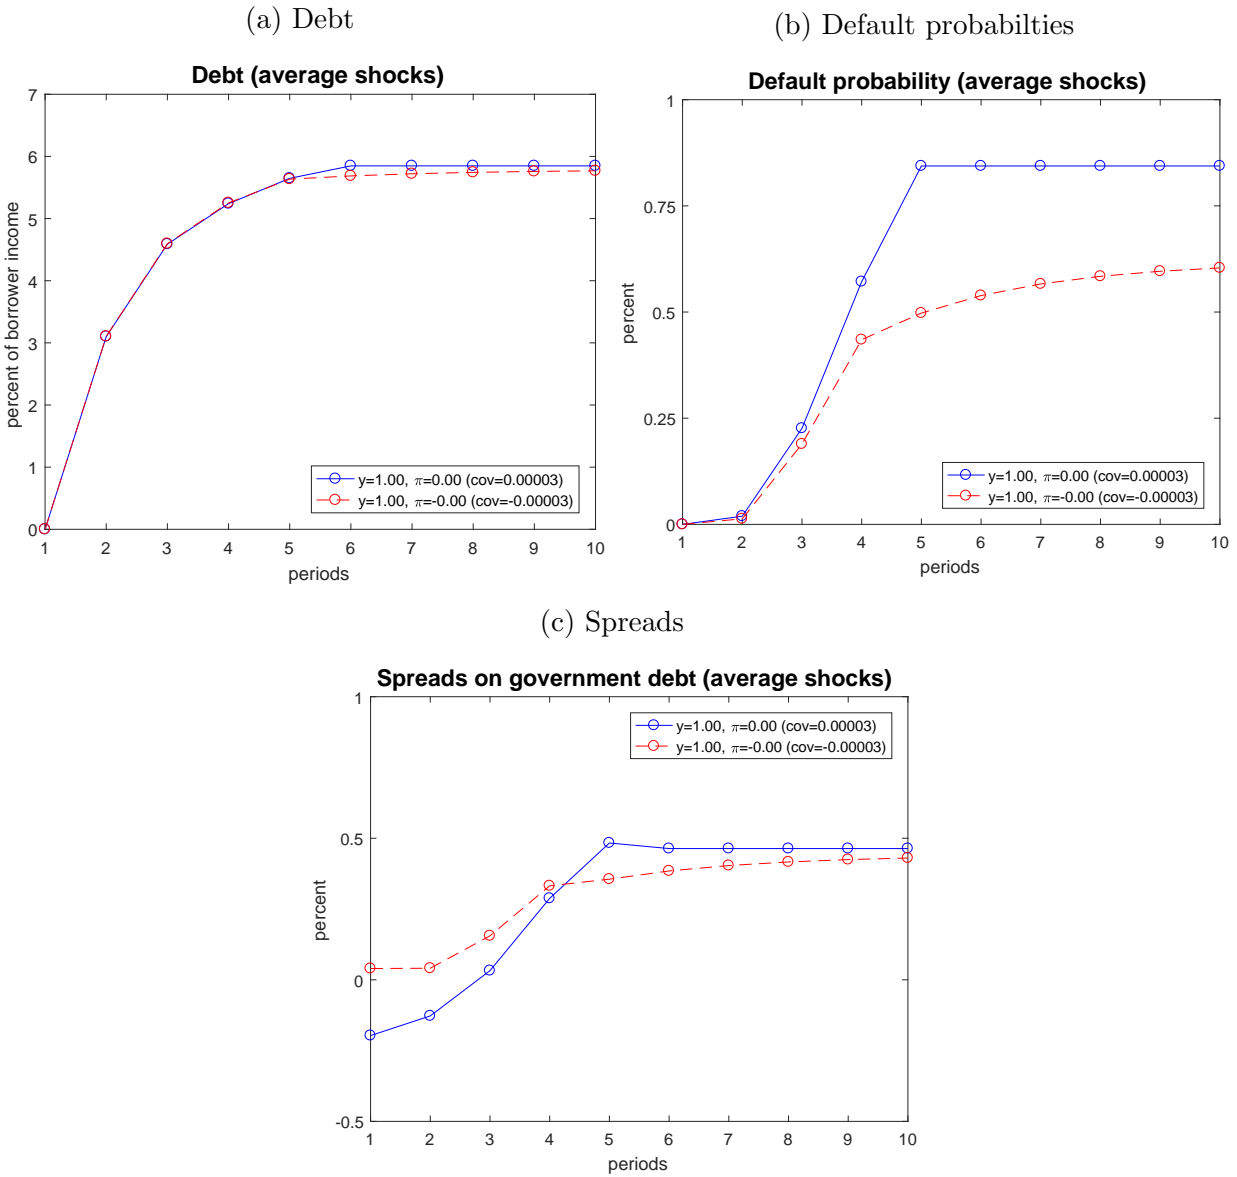 (a) Debt
Debt (average shocks)
7
6
5
4
3
2
1
0
percent of borrower income
1 2 3 4 5 6 7 8 9 10
periods
y=1.00, π=0.00 (cov=0.00003)
y=1.00, π=-0.00 (cov=-0.00003)
(b) Default probabilties
Default probability (average shocks)
1
0.75
0.5
0.25
0
percent
1 2 3 4 5 6 7 8 9 10
periods
y=1.00, π=0.00 (cov=0.00003)
y=1.00, π=-0.00 (cov=-0.00003)
(c) Spreads
Spreads on government debt (average shocks)
1
0.5
0
-0.5
percent
1 2 3 4 5 6 7 8 9 10
periods
y=1.00, π=0.00 (cov=0.00003)
y=1.00, π=-0.00 (cov=-0.00003)